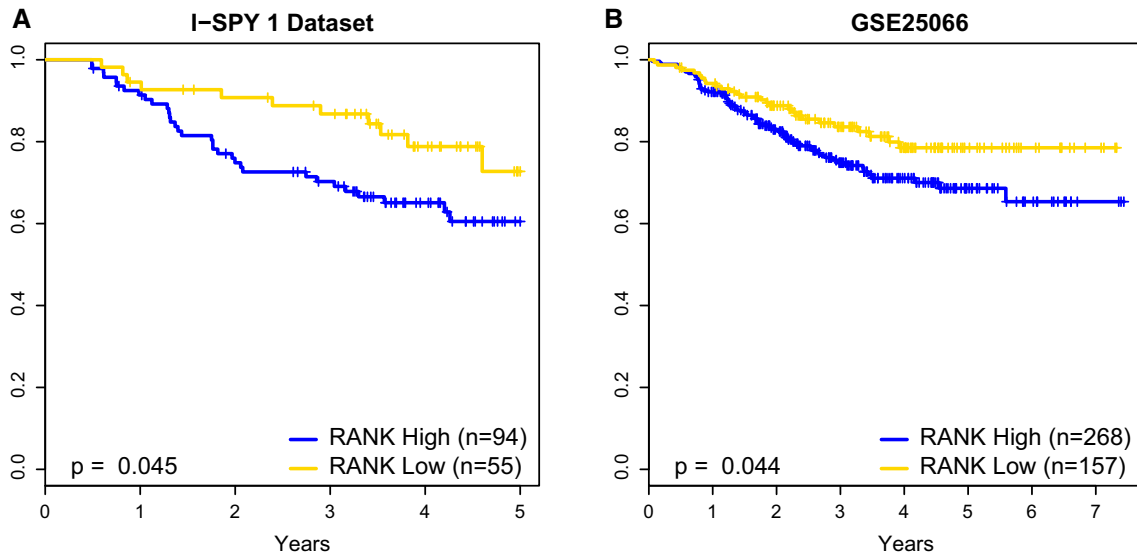 A
I−SPY 1 Dataset
1.0
0.8
0.6
0.4
0.2
0.0
RANK High (n=94)
RANK Low (n=55)
p = 0.045
0 1 2 3 4 5
Years
B
GSE25066
1.0
0.8
0.6
0.4
0.2
0.0
RANK High (n=268)
RANK Low (n=157)
p = 0.044
0 1 2 3 4 5 6 7
Years